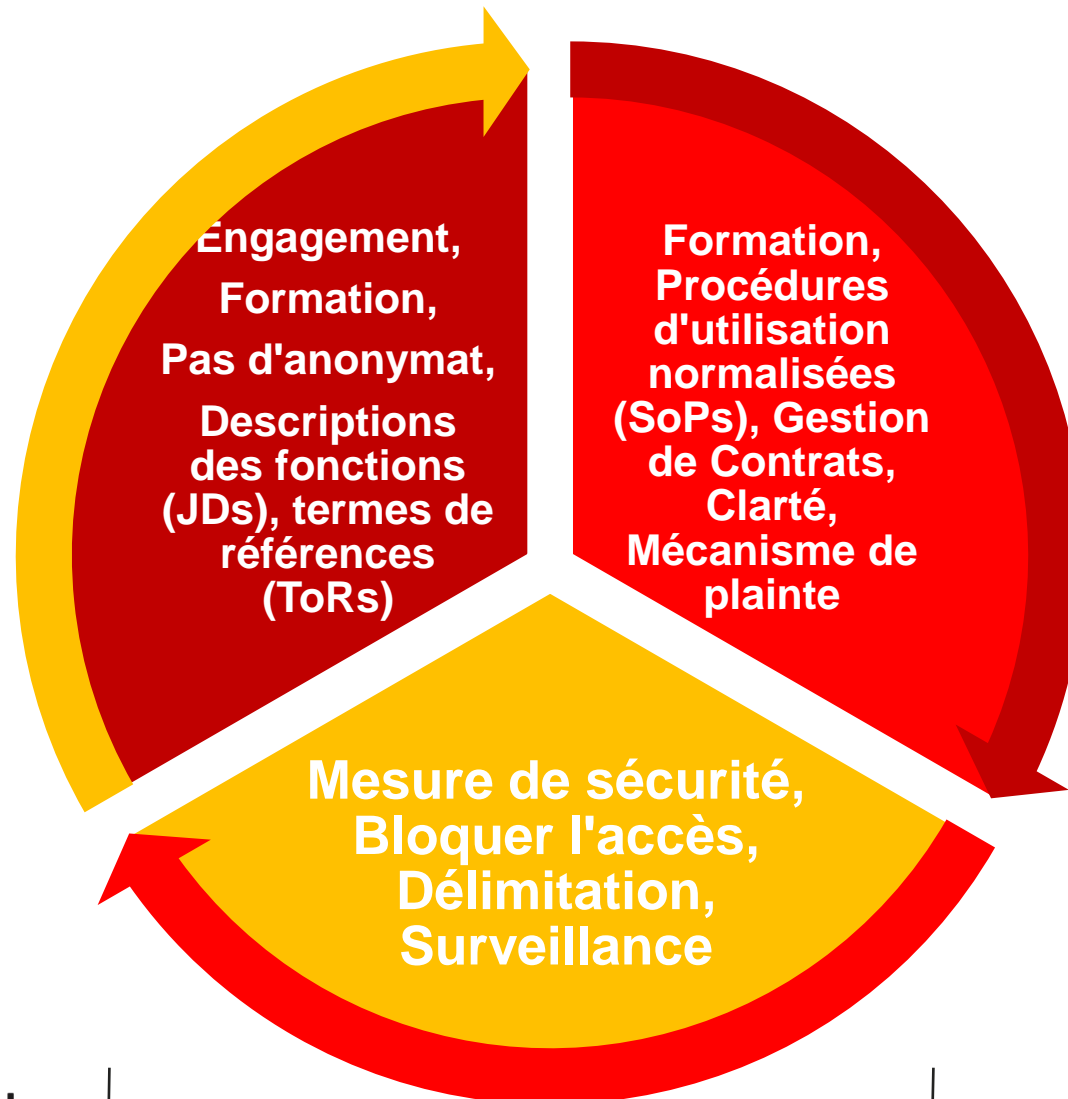 Engagement,
Formation,
Pas d'anonymat,
Descriptions
des fonctions
(JDs), termes de
références
(ToRs)
Formation,
Procédures
d'utilisation
normalisées
(SoPs), Gestion
de Contrats,
Clarté,
Mécanisme de
plainte
Mesure de sécurité,
Bloquer l'accès,
Délimitation,
Surveillance